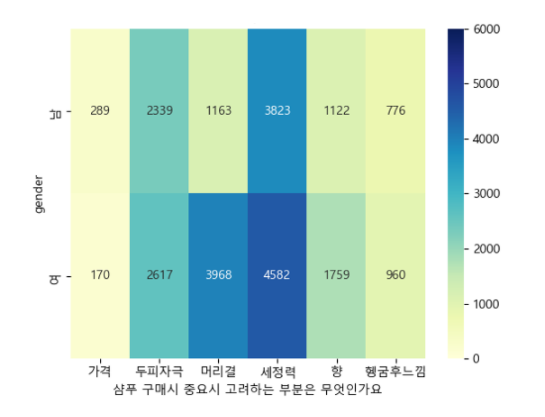 6000
5000
4000
3000
2000
1000
0
gender
남
289 2339 1163 3823 1122 776
여
170 2617 3968 4582 1759 960
가격 두피자극 머리결 세정력 향 헹굼후느낌
샴푸 구매시 중요시 고려하는 부분은 무엇인가요